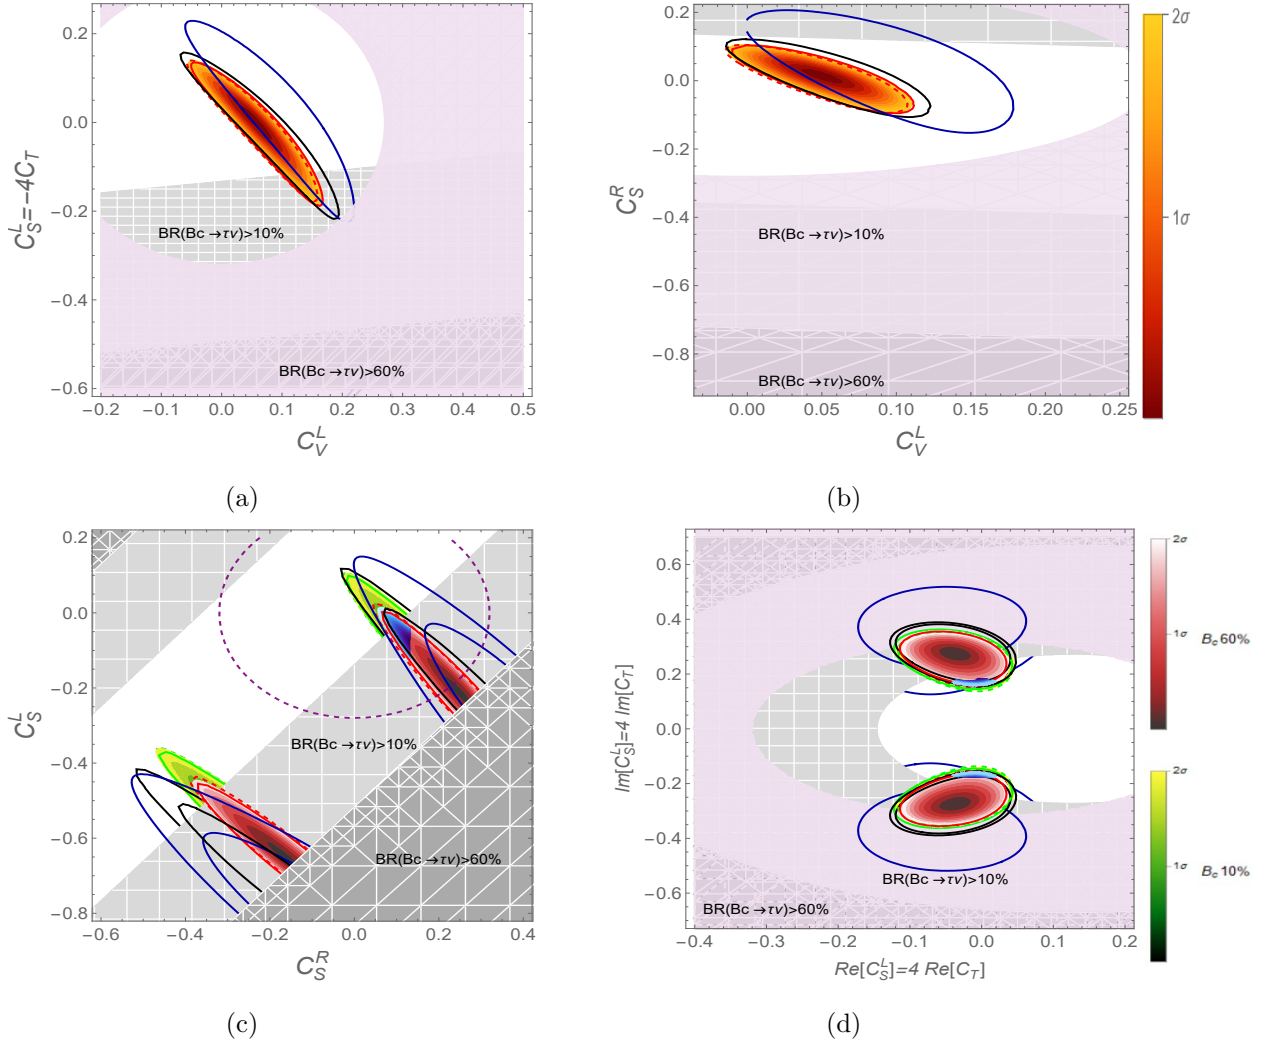 0.2
0.0
−0.2
−0.4
−0.6
C_S^L=−4C_T
BR(Bc→τν)>10%
BR(Bc→τν)>60%
−0.2 −0.1 0.0 0.1 0.2 0.3 0.4 0.5
C_V^L
(a)
0.2
0.0
−0.2
−0.4
−0.6
−0.8
C_S^R
BR(Bc→τν)>10%
BR(Bc→τν)>60%
0.00 0.05 0.10 0.15 0.20 0.25
C_V^L
2σ
1σ
(b)
0.2
0.0
−0.2
−0.4
−0.6
−0.8
C_S^L
BR(Bc→τν)>10%
BR(Bc→τν)>60%
−0.6 −0.4 −0.2 0.0 0.2 0.4
C_S^R
(c)
0.6
0.4
0.2
0.0
−0.2
−0.4
−0.6
Im[C_S^L]=4 Im[C_T]
BR(Bc→τν)>10%
BR(Bc→τν)>60%
−0.4 −0.3 −0.2 −0.1 0.0 0.1 0.2
Re[C_S^L]=4 Re[C_T]
2σ
1σ
B_c 60%
2σ
1σ
B_c 10%
(d)